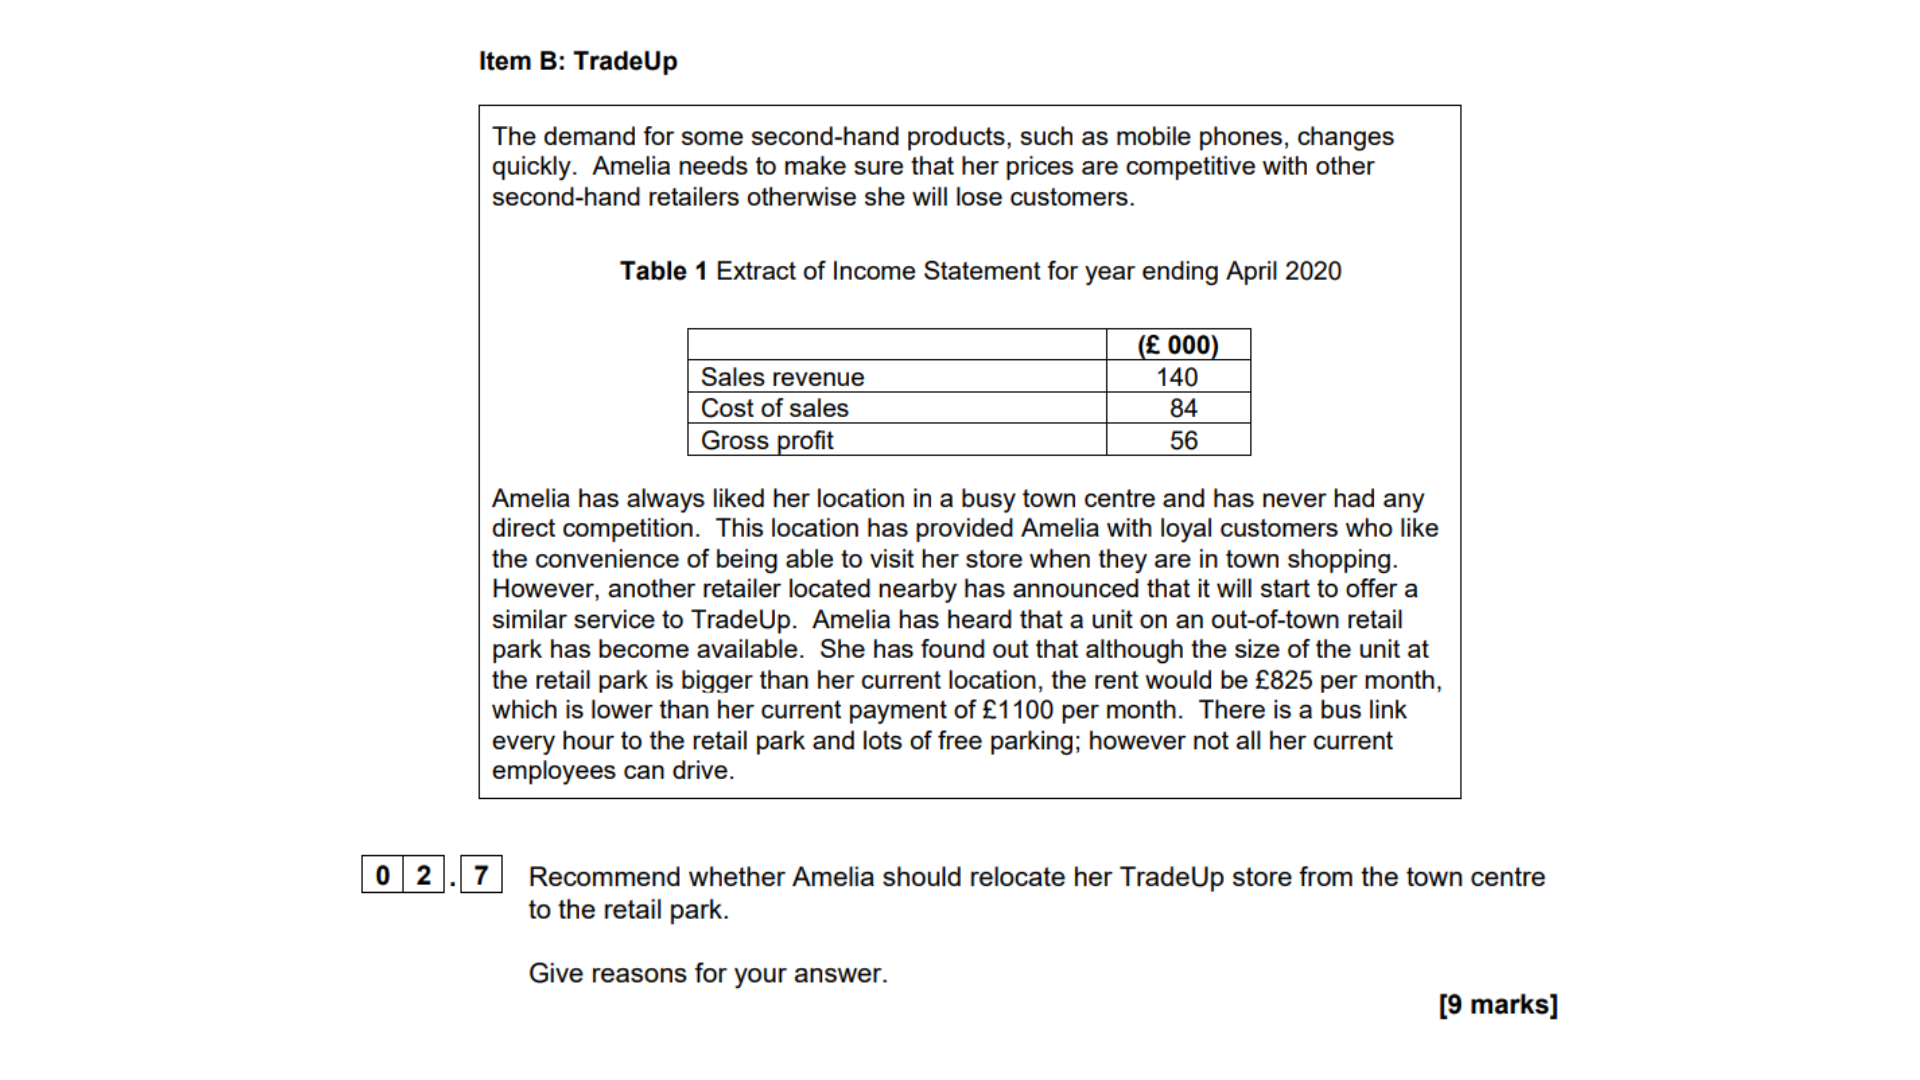 Item B: TradeUp
The demand for some second-hand products, such as mobile phones, changes
quickly. Amelia needs to make sure that her prices are competitive with other
second-hand retailers otherwise she will lose customers.
Table 1 Extract of Income Statement for year ending April 2020
(£ 000)
Sales revenue 140
Cost of sales 84
Gross profit 56
Amelia has always liked her location in a busy town centre and has never had any
direct competition. This location has provided Amelia with loyal customers who like
the convenience of being able to visit her store when they are in town shopping.
However, another retailer located nearby has announced that it will start to offer a
similar service to TradeUp. Amelia has heard that a unit on an out-of-town retail
park has become available. She has found out that although the size of the unit at
the retail park is bigger than her current location, the rent would be £825 per month,
which is lower than her current payment of £1100 per month. There is a bus link
every hour to the retail park and lots of free parking; however not all her current
employees can drive.
0 2 . 7 Recommend whether Amelia should relocate her TradeUp store from the town centre
to the retail park.
Give reasons for your answer.
[9 marks]